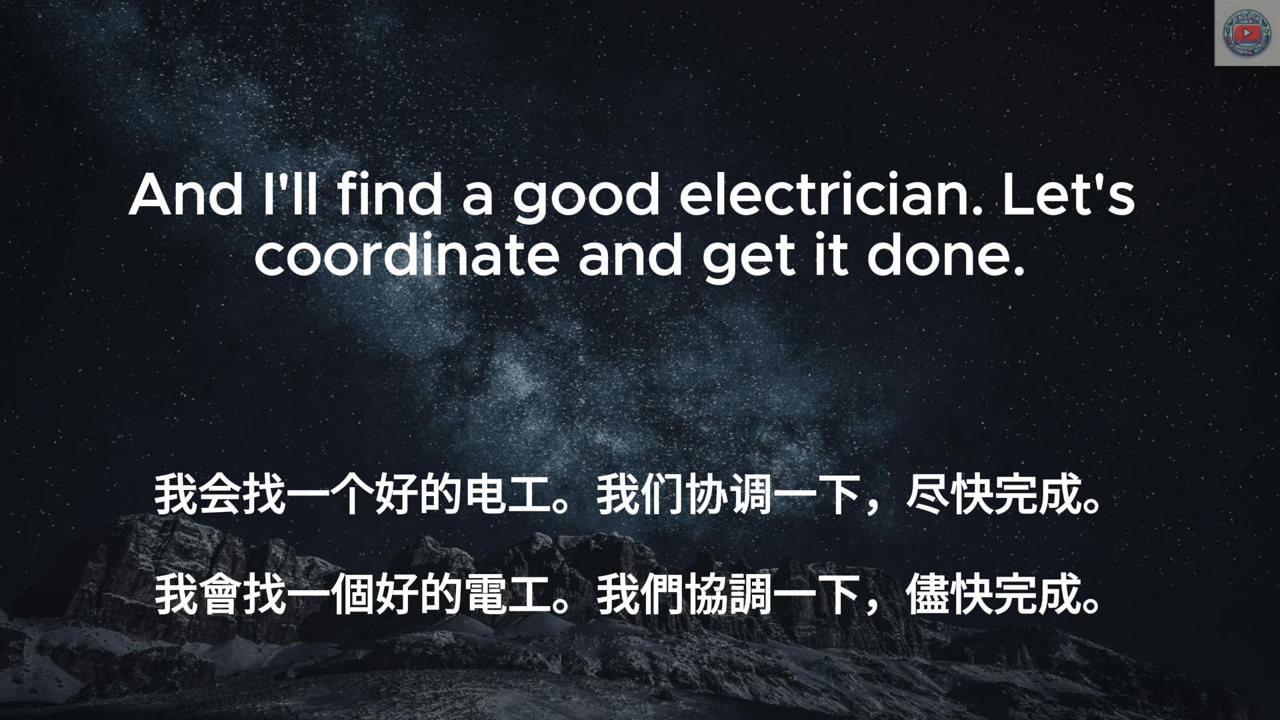 And I'll find a good electrician. Let's
coordinate and get it done.
我会找一个好的电工。我们协调一下，尽快完成。
我會找一個好的電工。我們協調一下，儘快完成。